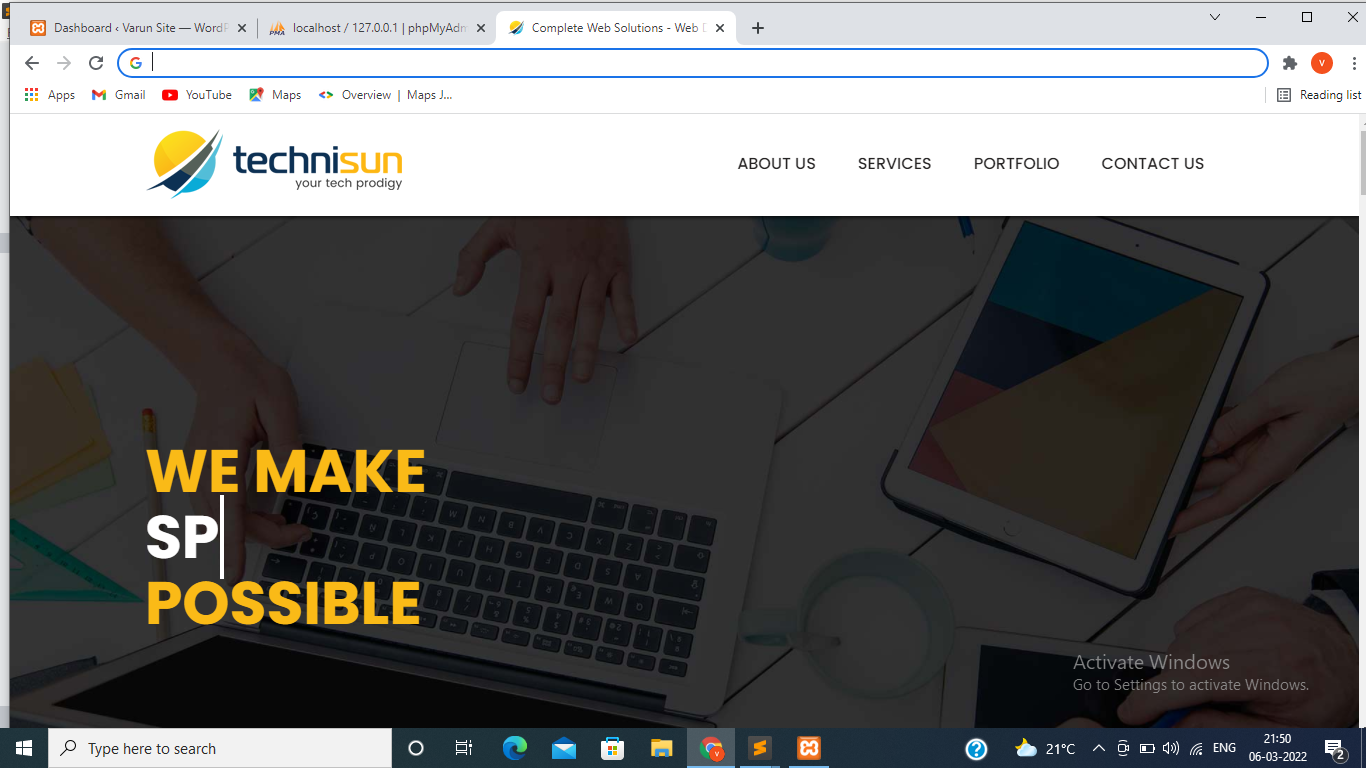 Dashboard ‹ Varun Site — WordP
localhost / 127.0.0.1 | phpMyAdm
Complete Web Solutions - Web D
Apps
Gmail
YouTube
Maps
Overview | Maps J...
Reading list
V
technisun
your tech prodigy
ABOUT US
SERVICES
PORTFOLIO
CONTACT US
WE MAKE
SP
POSSIBLE
Activate Windows
Go to Settings to activate Windows.
Type here to search
21°C
ENG
21:50
06-03-2022
2